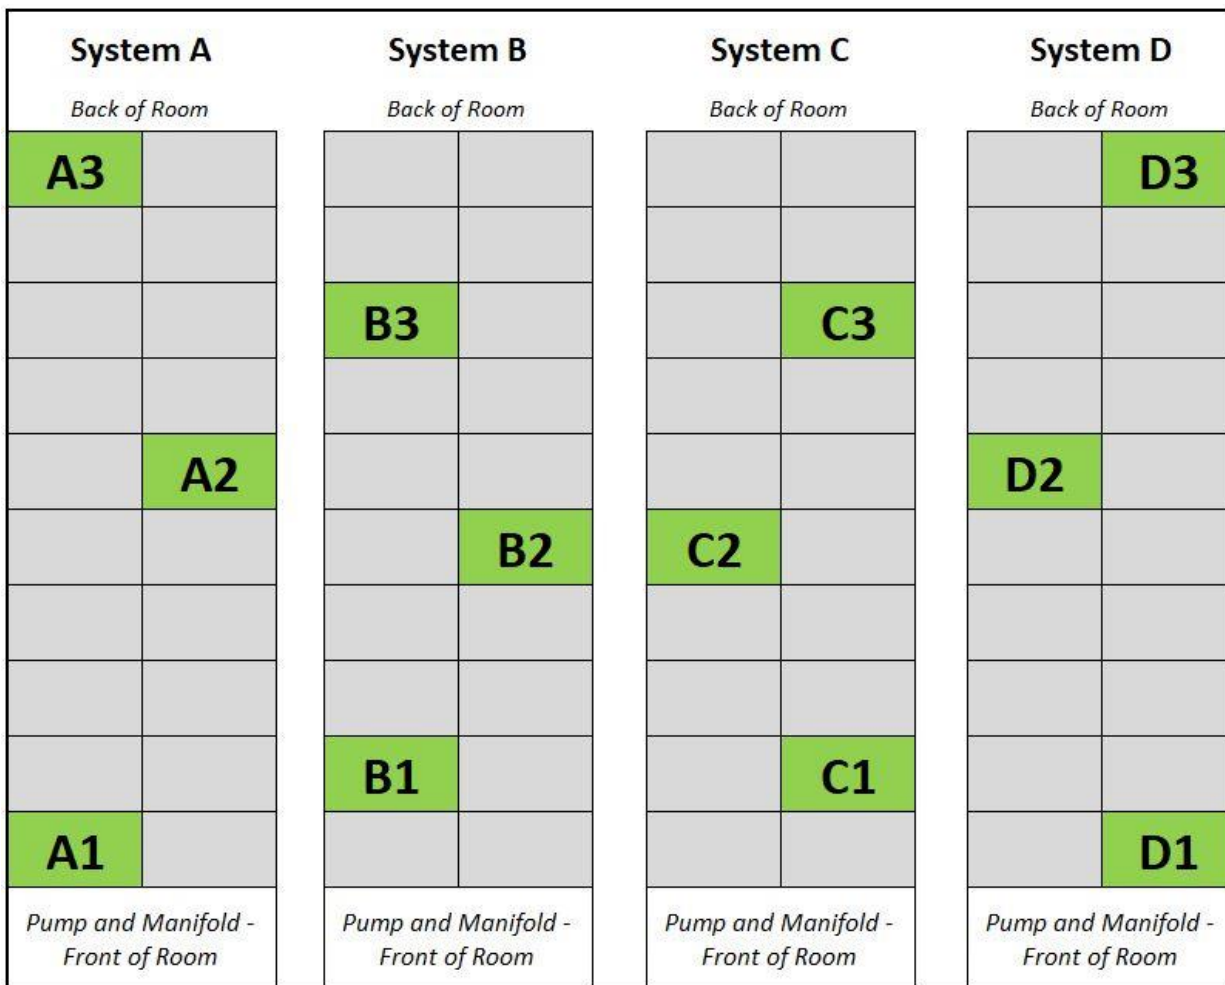 System A System B System C System D
Back of Room Back of Room Back of Room Back of Room
A3 D3
B3 C3
A2 D2
B2 C2
B1 C1
A1 D1
Pump and Manifold - Pump and Manifold - Pump and Manifold - Pump and Manifold -
Front of Room Front of Room Front of Room Front of Room